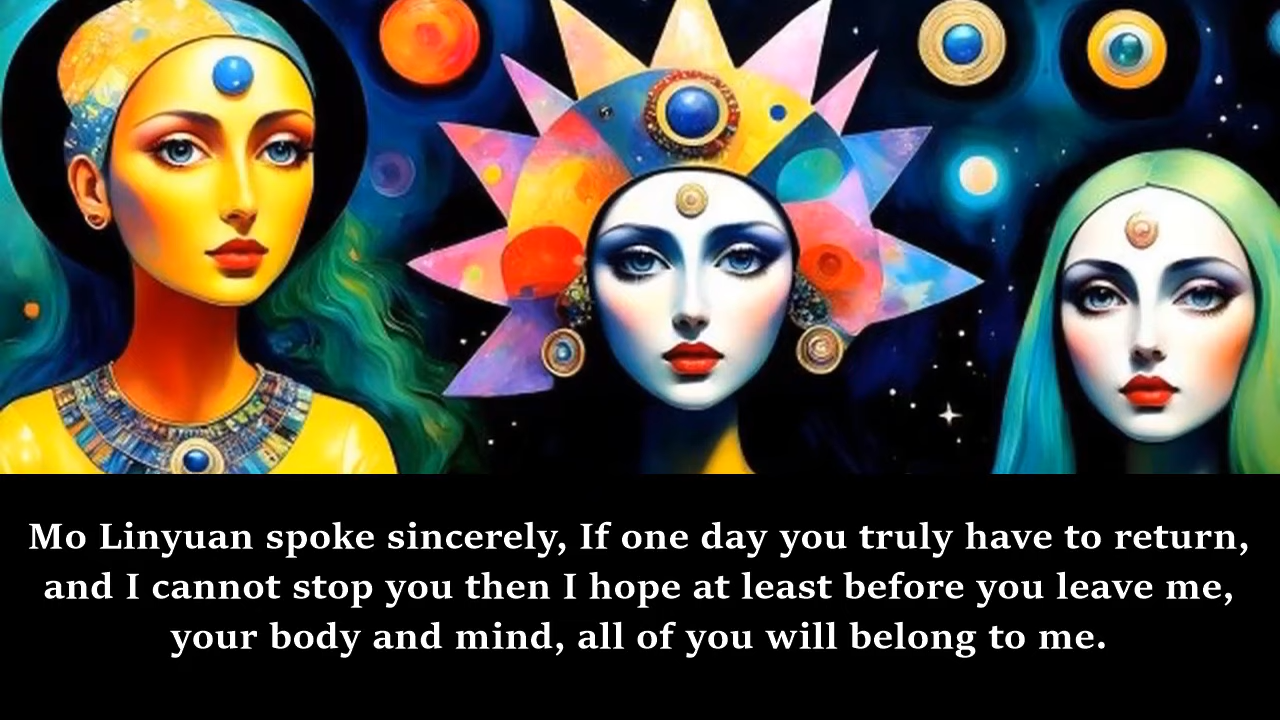 Mo Linyuan spoke sincerely, If one day you truly have to return,
and I cannot stop you then I hope at least before you leave me,
your body and mind, all of you will belong to me.